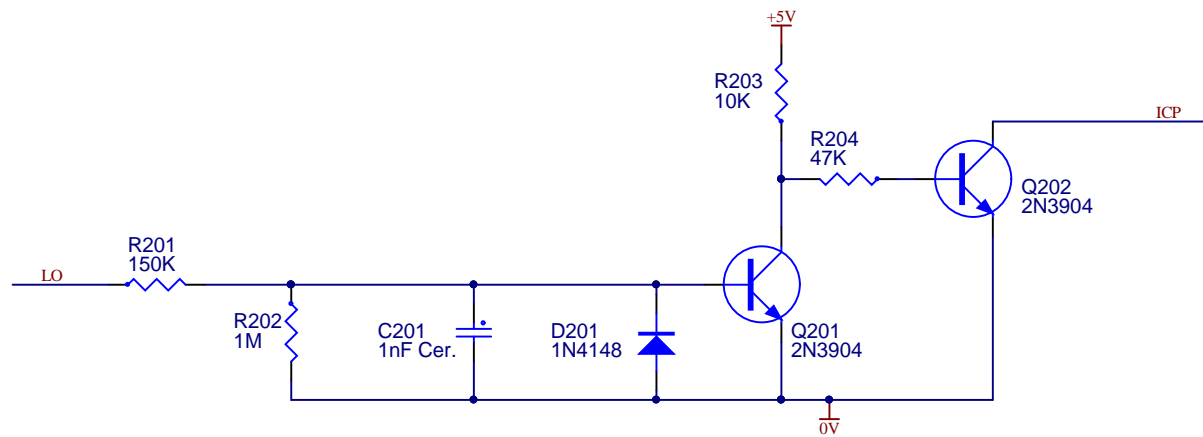 +5V
R203
10K
R204
47K
ICP
Q202
2N3904
R201
150K
LO
R202
1M
C201
1nF Cer.
D201
1N4148
Q201
2N3904
0V